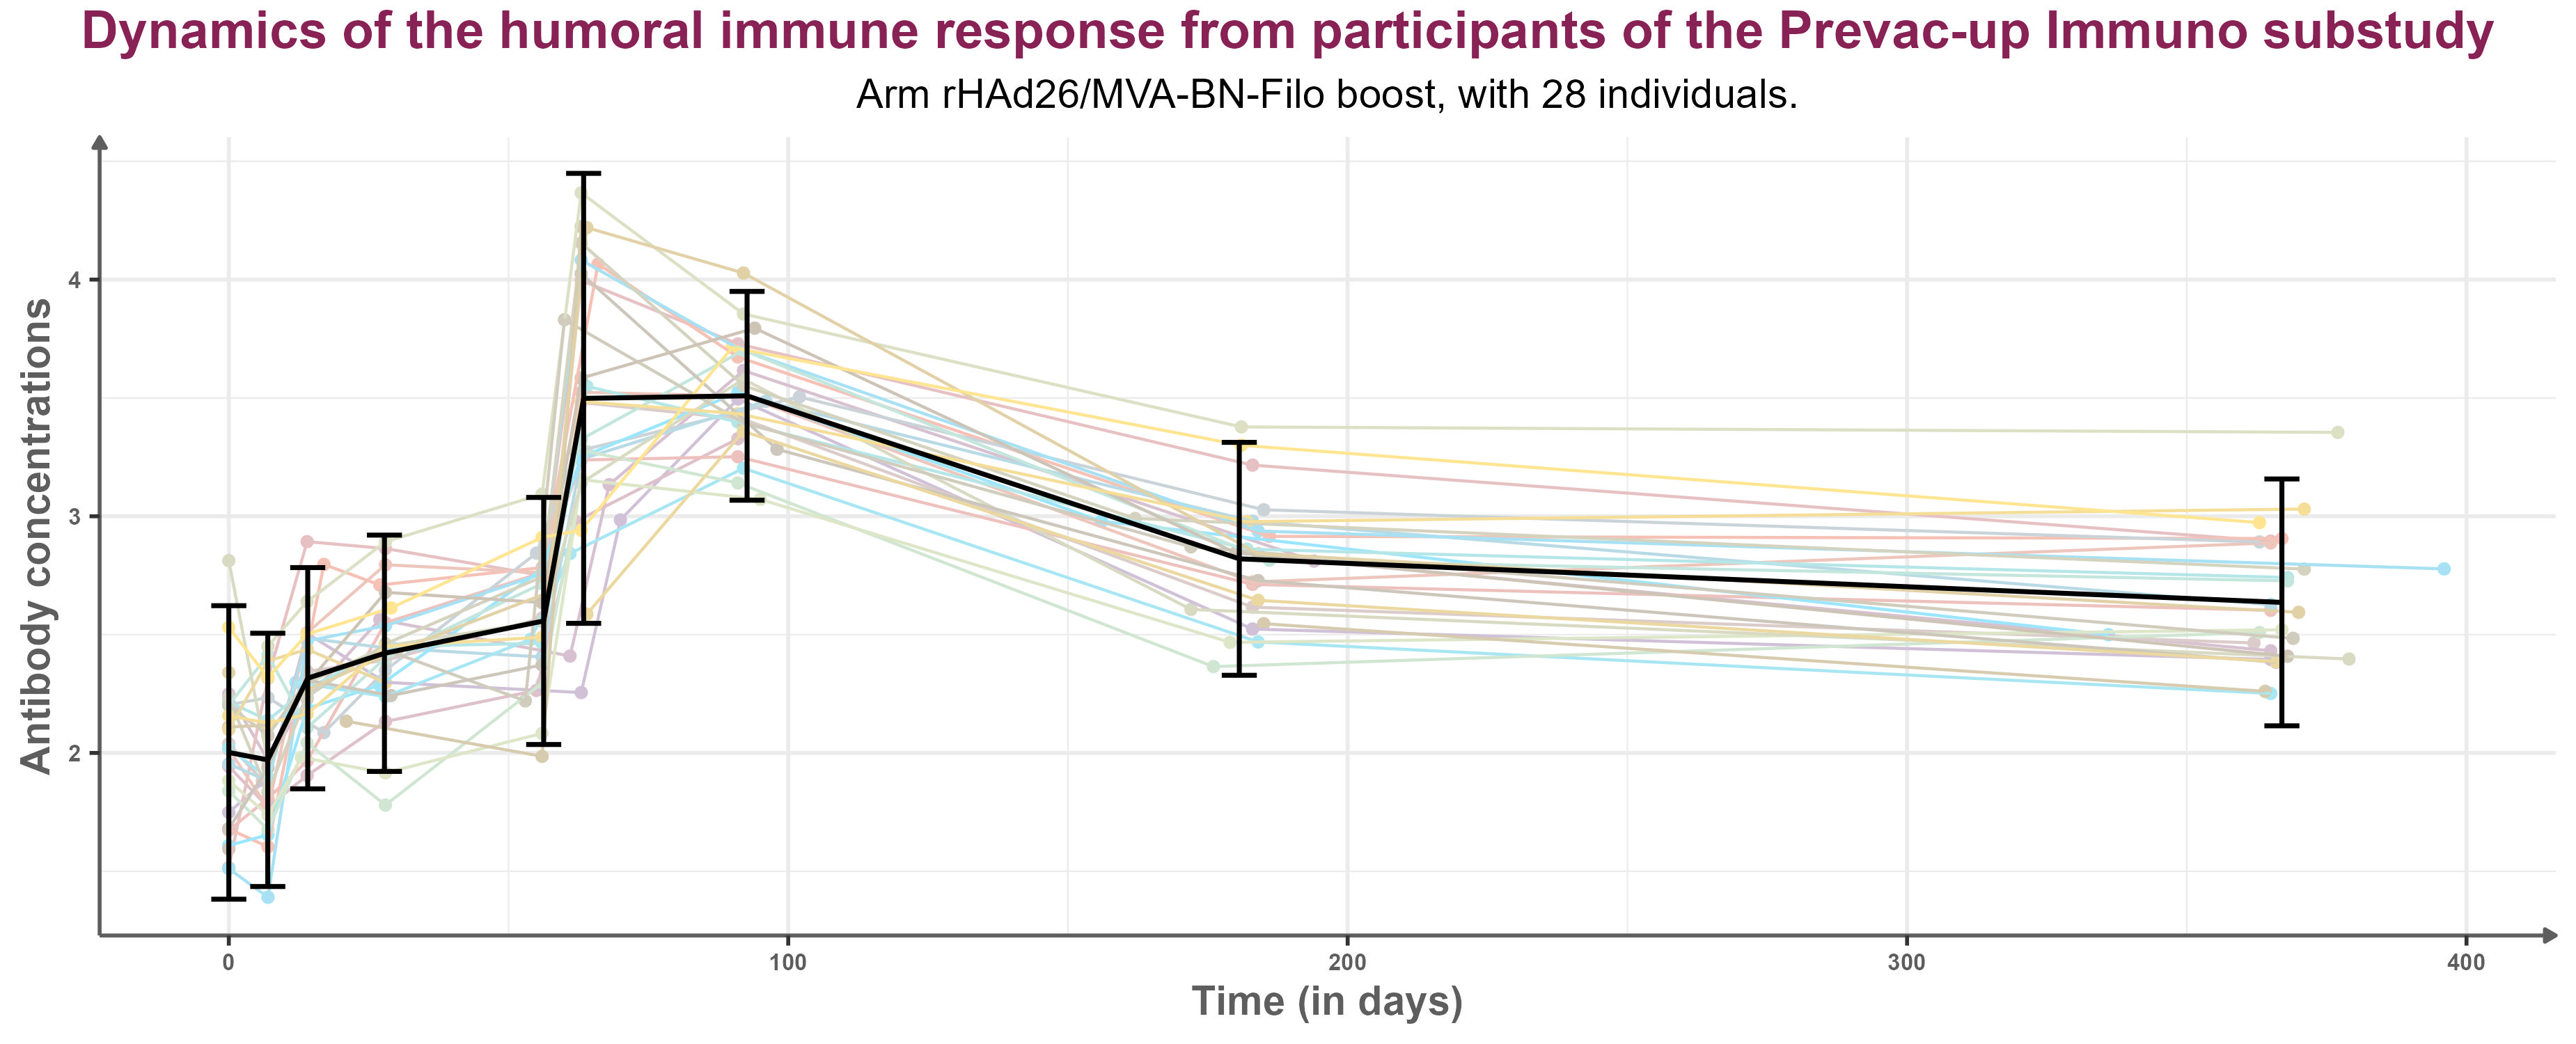 Dynamics of the humoral immune response from participants of the Prevac-up Immuno substudy
Arm rHAd26/MVA-BN-Filo boost, with 28 individuals.
Antibody concentrations
4
3
2
0 100 200 300 400
Time (in days)